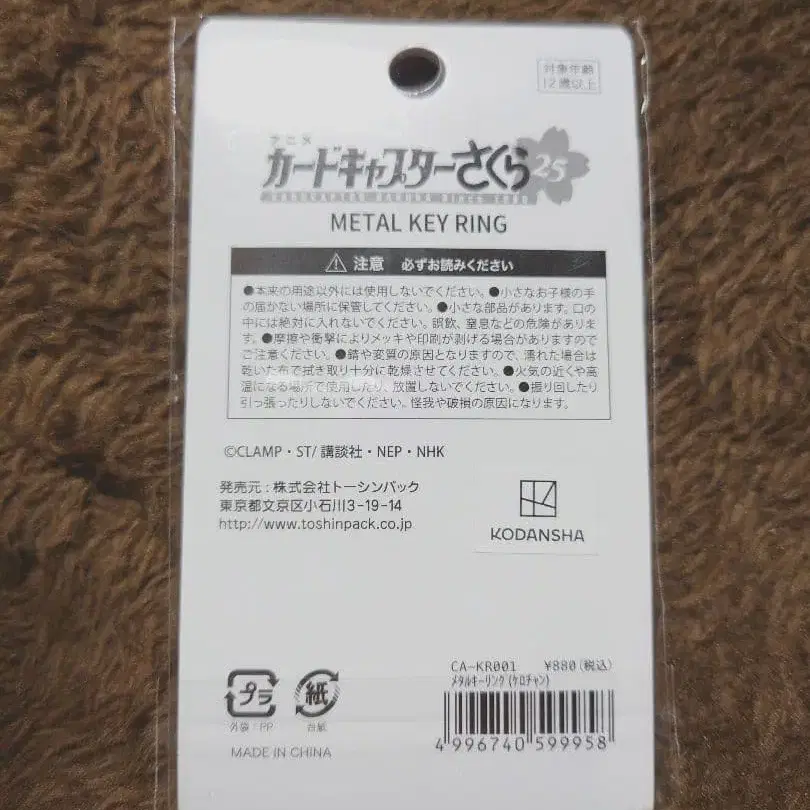 対象年齢
12歳以上
アニメ
カードキャプターさくら
25
CARDCAPTOR SAKURA Since 1998
METAL KEY RING
注意 必ずお読みください
●本来の用途以外には使用しないでください。●小さなお子様の手
の届かない場所に保管してください。●小さな部品があります。口の
中には絶対に入れないでください。誤飲、窒息などの危険がありま
す。●摩擦や衝撃によりメッキや印刷が剥げる場合がありますので
ご注意ください。●錆や変質の原因となりますので、濡れた場合は
乾いた布で拭き取り十分に乾燥させてください。●火気の近くや高
温になる場所で使用したり、放置しないでください。●振り回したり
引っ張ったりしないでください。怪我や破損の原因になります。
©CLAMP・ST/講談社・NEP・NHK
発売元：株式会社トーシンパック
東京都文京区小石川3-19-14
http://www.toshinpack.co.jp
KODANSHA
プラ
外袋:PP
紙
台紙
MADE IN CHINA
CA-KR001 ¥880(税込)
メタルキーリング(ケロチャン)
4 996740 599958